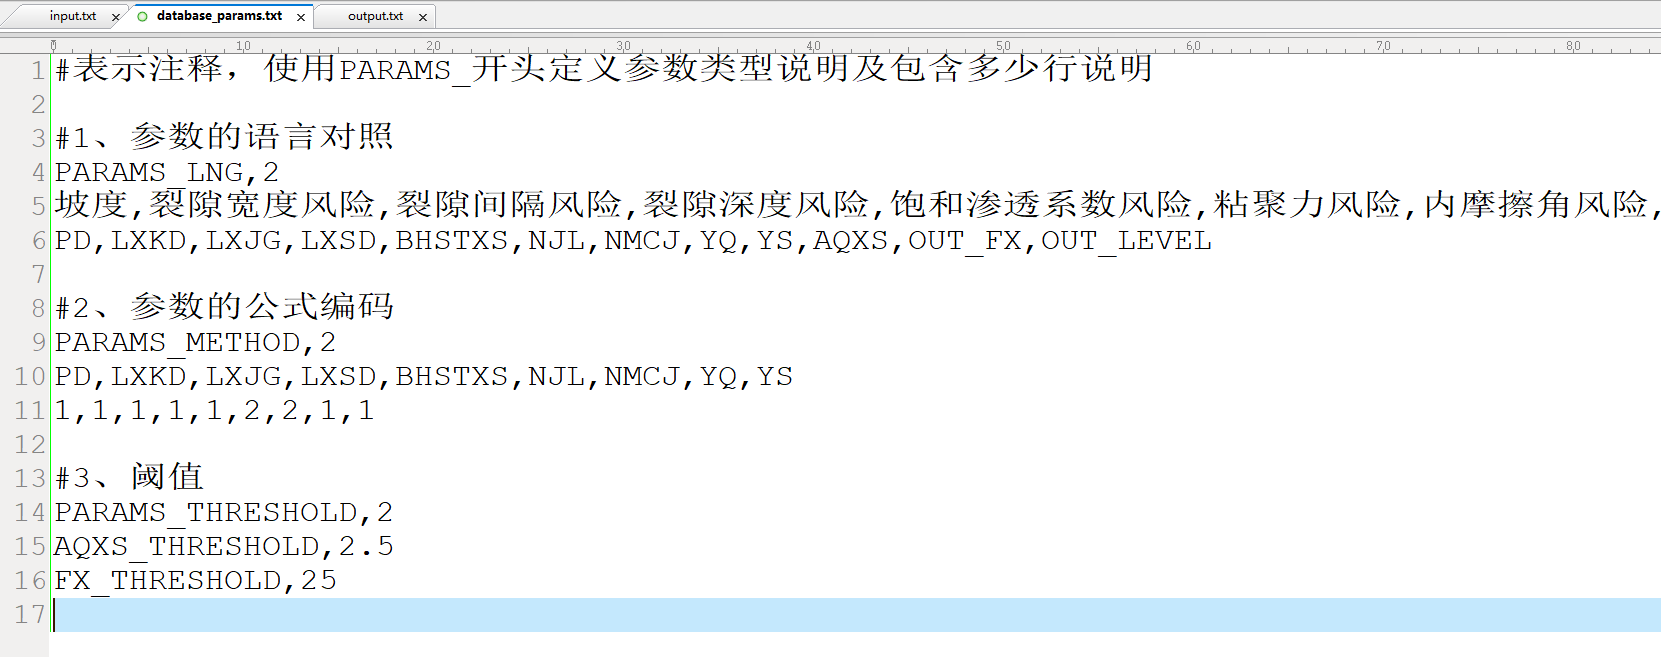 input.txt × database_params.txt × output.txt ×
0 10 20 30 40 50 60 70 80
1 #表示注释，使用PARAMS_开头定义参数类型说明及包含多少行说明
2
3 #1、参数的语言对照
4 PARAMS_LNG,2
5 坡度,裂隙宽度风险,裂隙间隔风险,裂隙深度风险,饱和渗透系数风险,粘聚力风险,内摩擦角风险,
6 PD,LXKD,LXJG,LXSD,BHSTXS,NJL,NMCJ,YQ,YS,AQXS,OUT_FX,OUT_LEVEL
7
8 #2、参数的公式编码
9 PARAMS_METHOD,2
10 PD,LXKD,LXJG,LXSD,BHSTXS,NJL,NMCJ,YQ,YS
11 1,1,1,1,1,2,2,1,1
12
13 #3、阈值
14 PARAMS_THRESHOLD,2
15 AQXS_THRESHOLD,2.5
16 FX_THRESHOLD,25
17